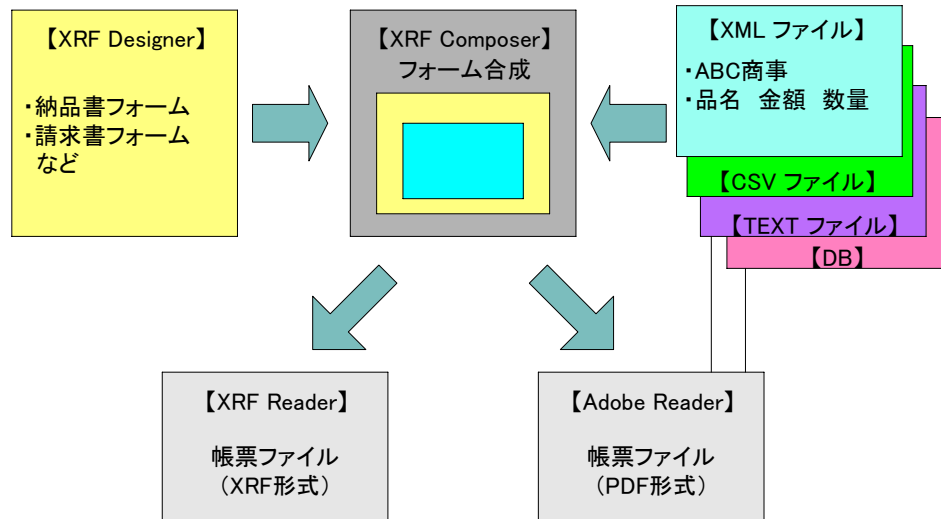 【XRF Designer】
・納品書フォーム
・請求書フォーム
など
【XRF Composer】
フォーム合成
【XML ファイル】
・ABC商事
・品名 金額 数量
【CSV ファイル】
【TEXT ファイル】
【DB】
【XRF Reader】
帳票ファイル
（XRF形式）
【Adobe Reader】
帳票ファイル
（PDF形式）